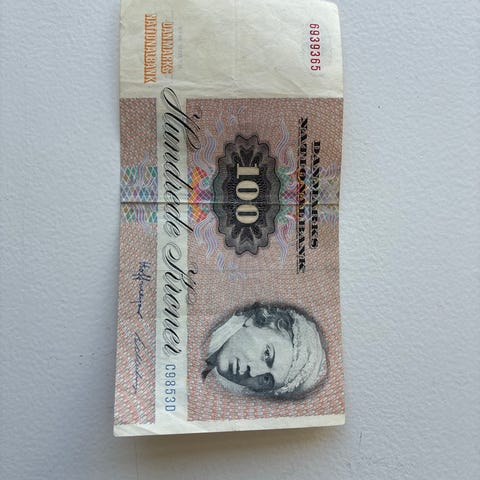 DANMARKS
NATIONALBANK
6939365
DANMARKS
NATIONALBANK
100
Hundrede Kroner
C9853D